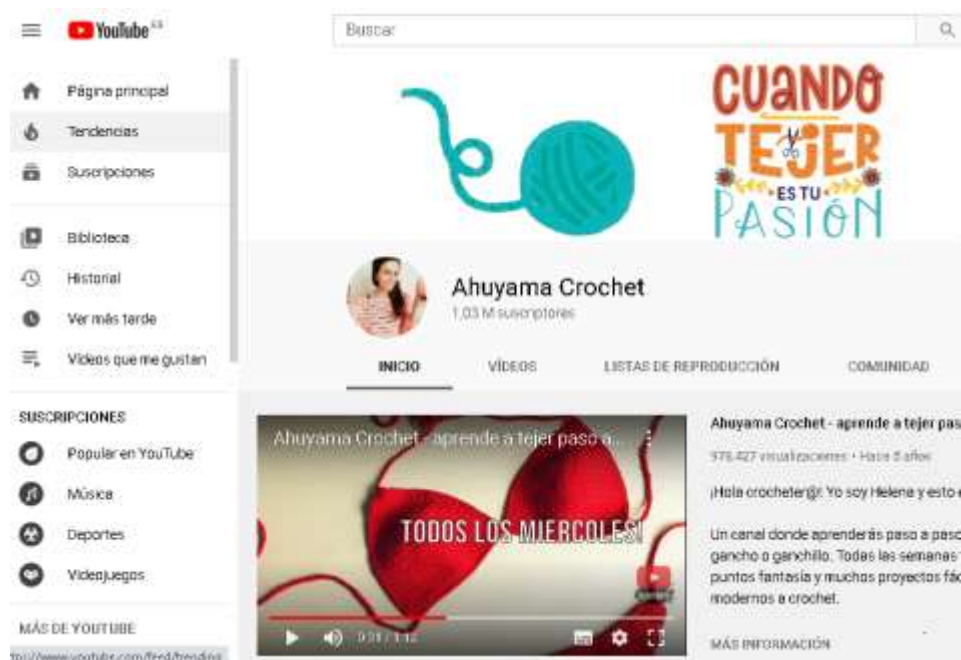 YouTube ES
Buscar
Página principal
Tendencias
Suscripciones
Biblioteca
Historial
Ver más tarde
Vídeos que me gustan
SUSCRIPCIONES
Popular en YouTube
Música
Deportes
Videojuegos
MÁS DE YOUTUBE
CUANDO
TEJER
ES TU
PASIÓN
Ahuyama Crochet
1,03 M suscriptores
INICIO
VÍDEOS
LISTAS DE REPRODUCCIÓN
COMUNIDAD
Ahuyama Crochet - aprende a tejer paso a...
TODOS LOS MIERCOLES!
Ahuyama Crochet - aprende a tejer pas
visualizaciones • Hace
¡Hola crocheter@! Yo soy Helena y esto e
Un canal donde aprenderás paso a paso
gancho o ganchillo. Todas las semanas
puntos fantasía y muchos proyectos fác
modernos a crochet.
MÁS INFORMACIÓN